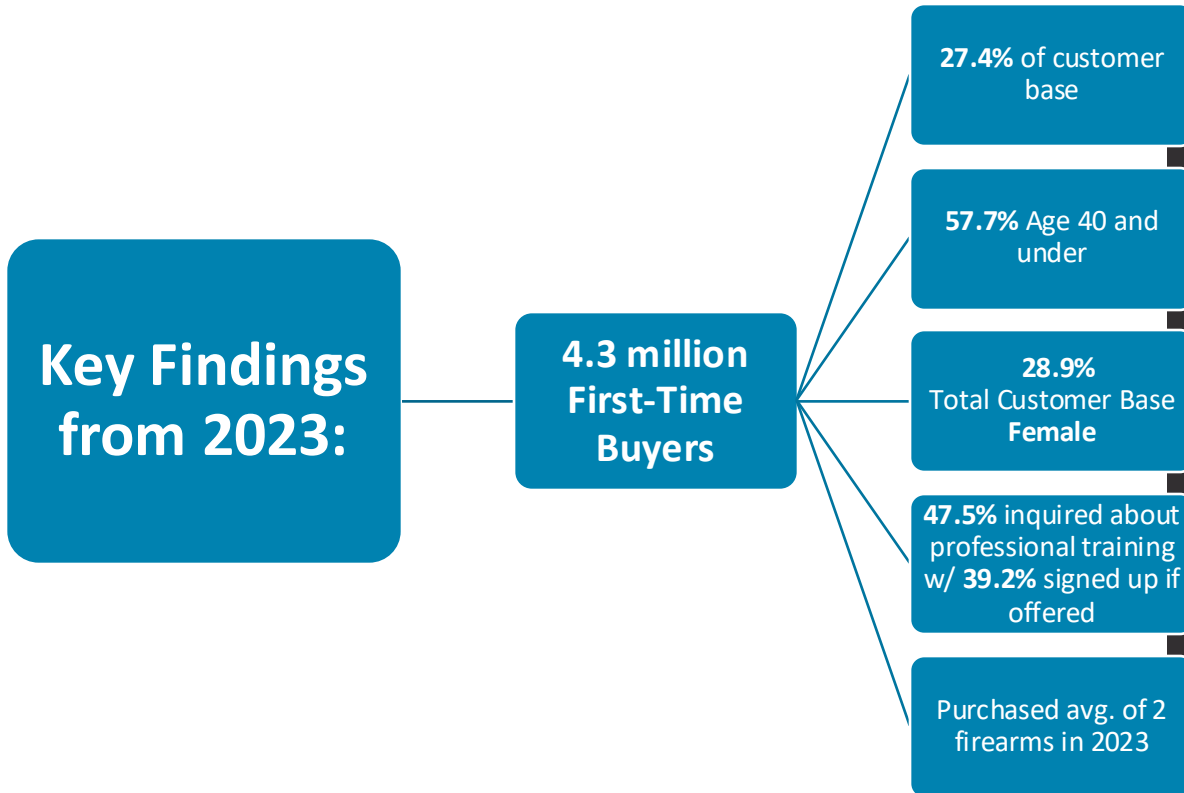 Key Findings
from 2023:
4.3 million
First-Time
Buyers
27.4% of customer
base
57.7% Age 40 and
under
28.9%
Total Customer Base
Female
47.5% inquired about
professional training
w/ 39.2% signed up if
offered
Purchased avg. of 2
firearms in 2023